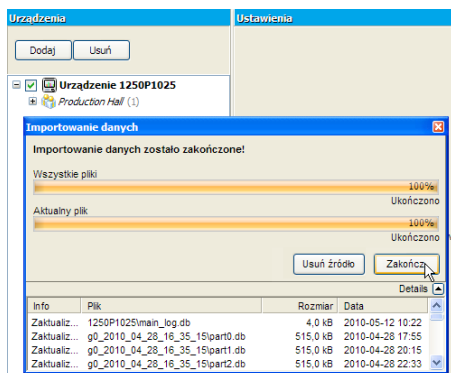 Urządzenia Ustawienia
Dodaj Usuń
Urządzenie 1250P1025
Production Hall (1)
Importowanie danych
Importowanie danych zostało zakończone!
Wszystkie pliki
100%
Ukończono
Aktualny plik
100%
Ukończono
Usuń źródło Zakończ
Details
Info Plik Rozmiar Data
Zaktualiz... 1250P1025\main_log.db 4,0 kB 2010-05-12 10:22
Zaktualiz... g0_2010_04_28_16_35_15\part0.db 515,0 kB 2010-04-28 17:55
Zaktualiz... g0_2010_04_28_16_35_15\part1.db 515,0 kB 2010-04-28 20:15
Zaktualiz... g0_2010_04_28_16_35_15\part2.db 515,0 kB 2010-04-28 22:33